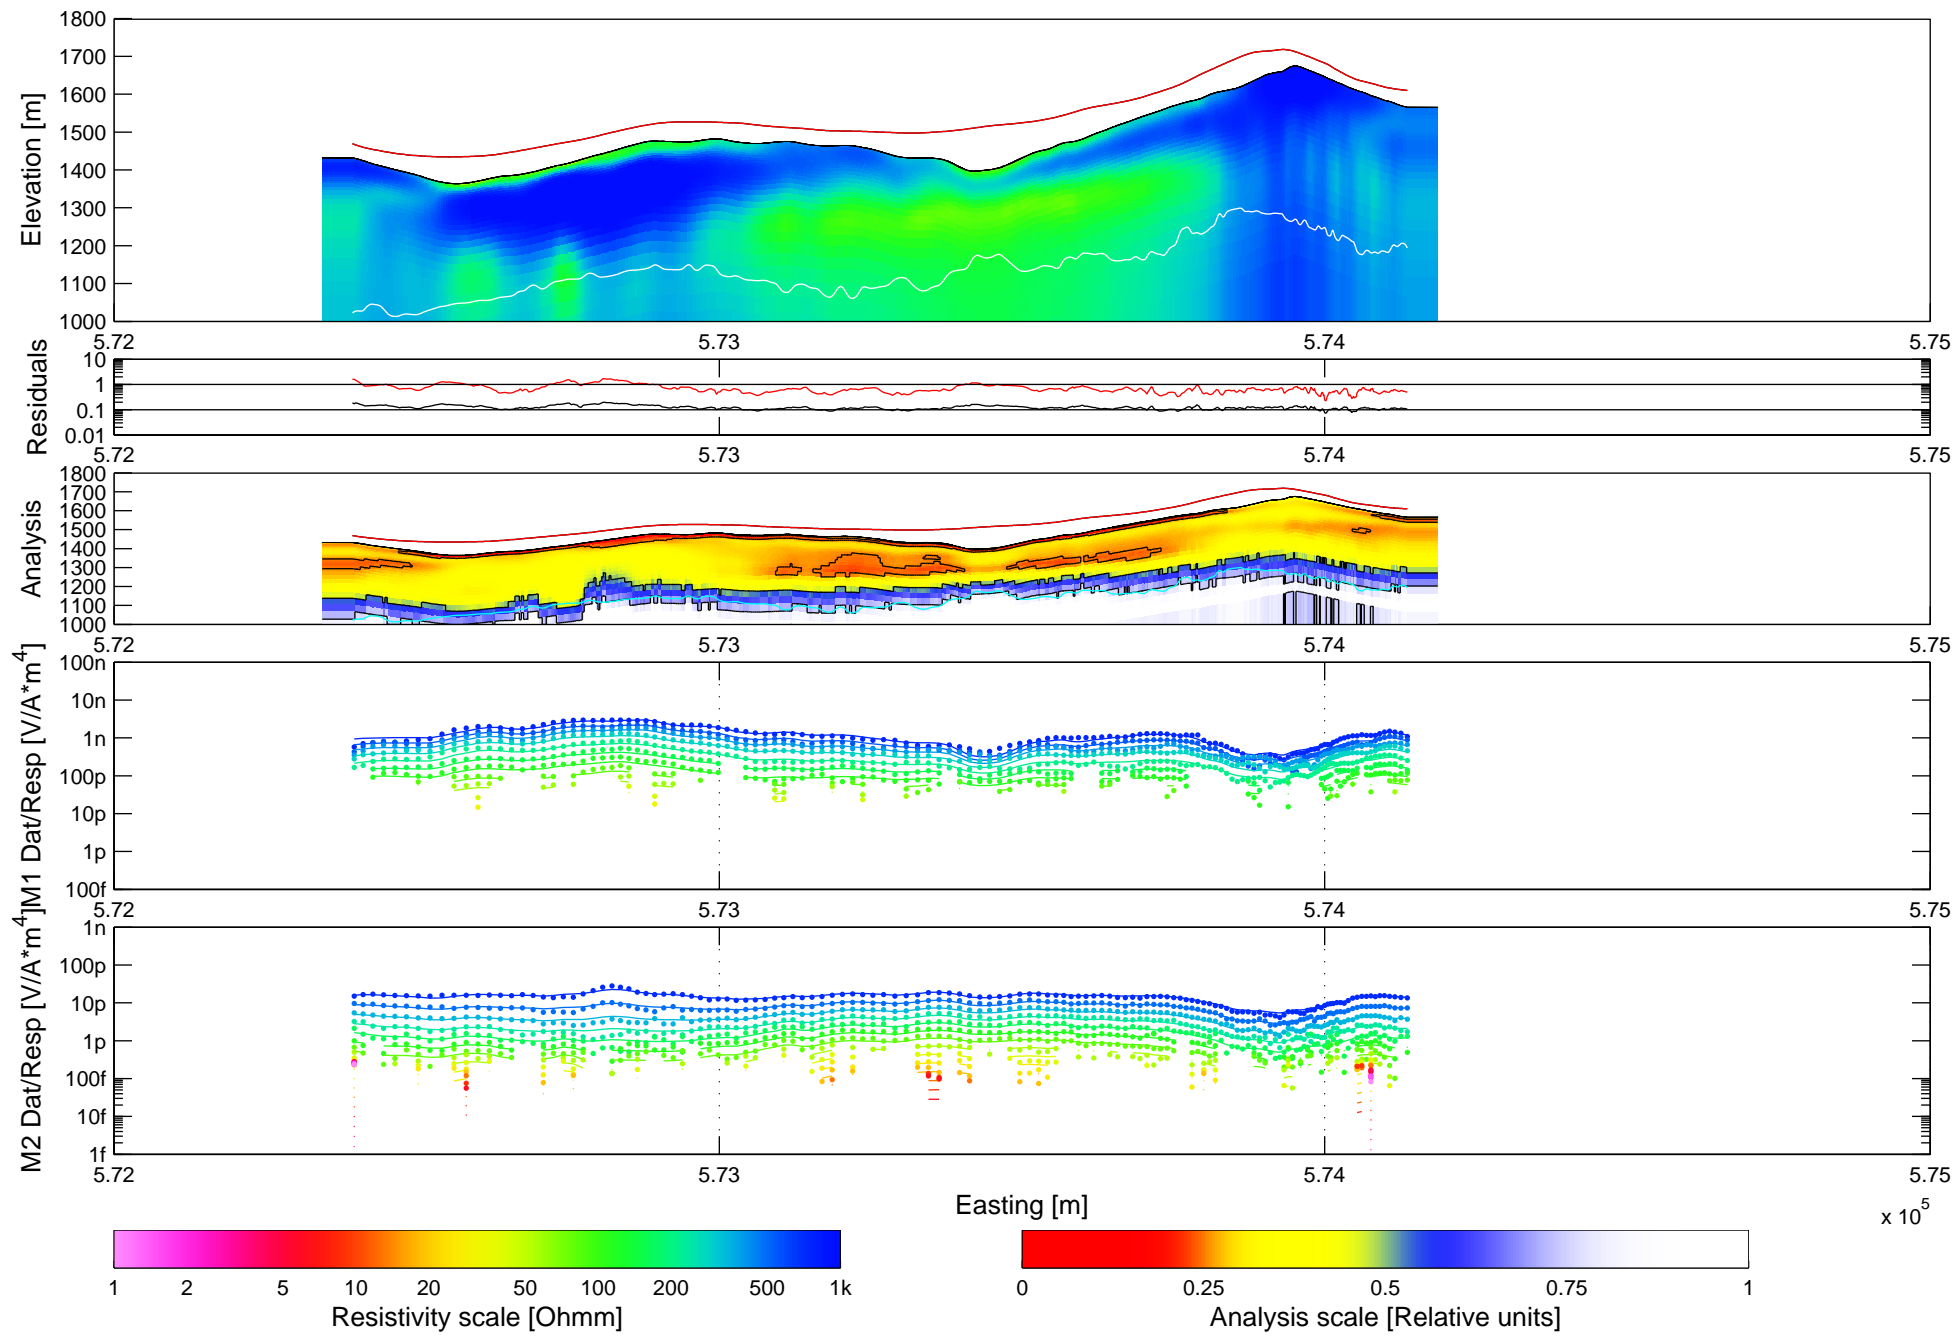 1800
1700
1600
1500
1400
1300
1200
1100
1000
Elevation [m]
5.72 5.73 5.74 5.75
10
1
0.1
0.01
Residuals
5.72 5.73 5.74 5.75
1800
1700
1600
1500
1400
1300
1200
1100
1000
Analysis
5.72 5.73 5.74 5.75
100n
10n
1n
100p
10p
1p
100f
M1 Dat/Resp [V/A*m^4]
5.72 5.73 5.74 5.75
1n
100p
10p
1p
100f
10f
1f
M2 Dat/Resp [V/A*m^4]
5.72 5.73 5.74 5.75
Easting [m]
x 10^5
1 2 5 10 20 50 100 200 500 1k
Resistivity scale [Ohmm]
0 0.25 0.5 0.75 1
Analysis scale [Relative units]